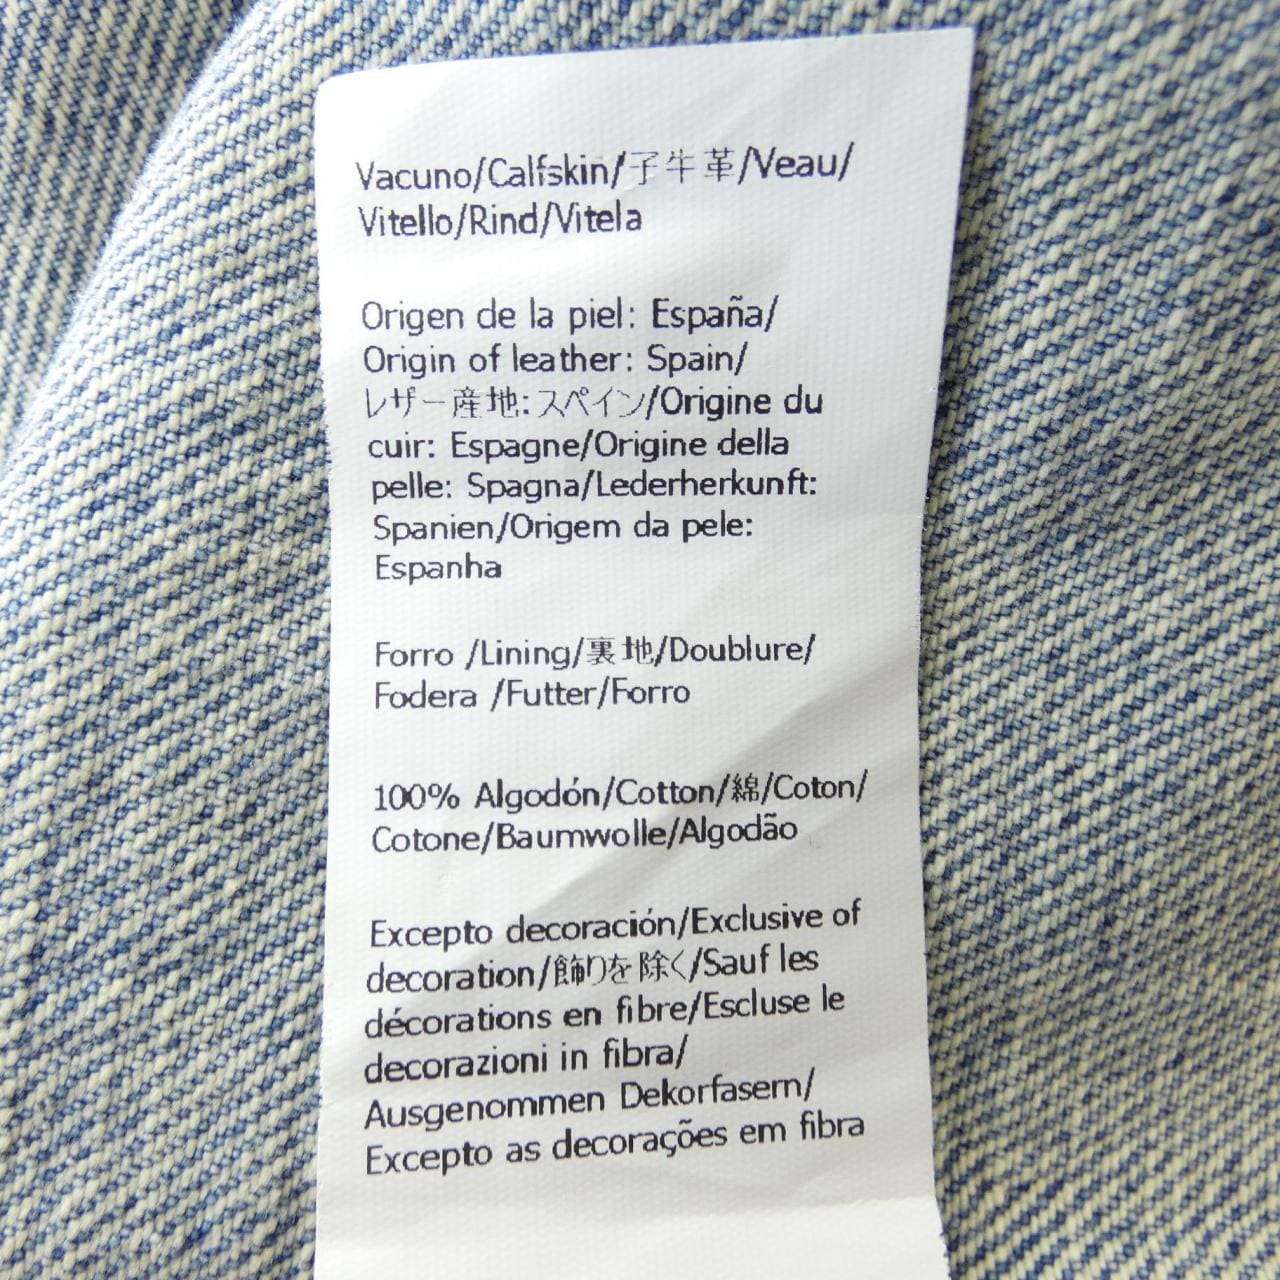 Vacuno/Calfskin/子牛革/Veau/
Vitello/Rind/Vitela
Origen de la piel: España/
Origin of leather: Spain/
レザー産地: スペイン/Origine du
cuir: Espagne/Origine della
pelle: Spagna/Lederherkunft:
Spanien/Origem da pele:
Espanha
Forro /Lining/裏地/Doublure/
Fodera /Futter/Forro
100% Algodón/Cotton/綿/Coton/
Cotone/Baumwolle/Algodão
Excepto decoración/Exclusive of
decoration/飾りを除く/Sauf les
décorations en fibre/Escluse le
decorazioni in fibra/
Ausgenommen Dekorfasern/
Excepto as decorações em fibra